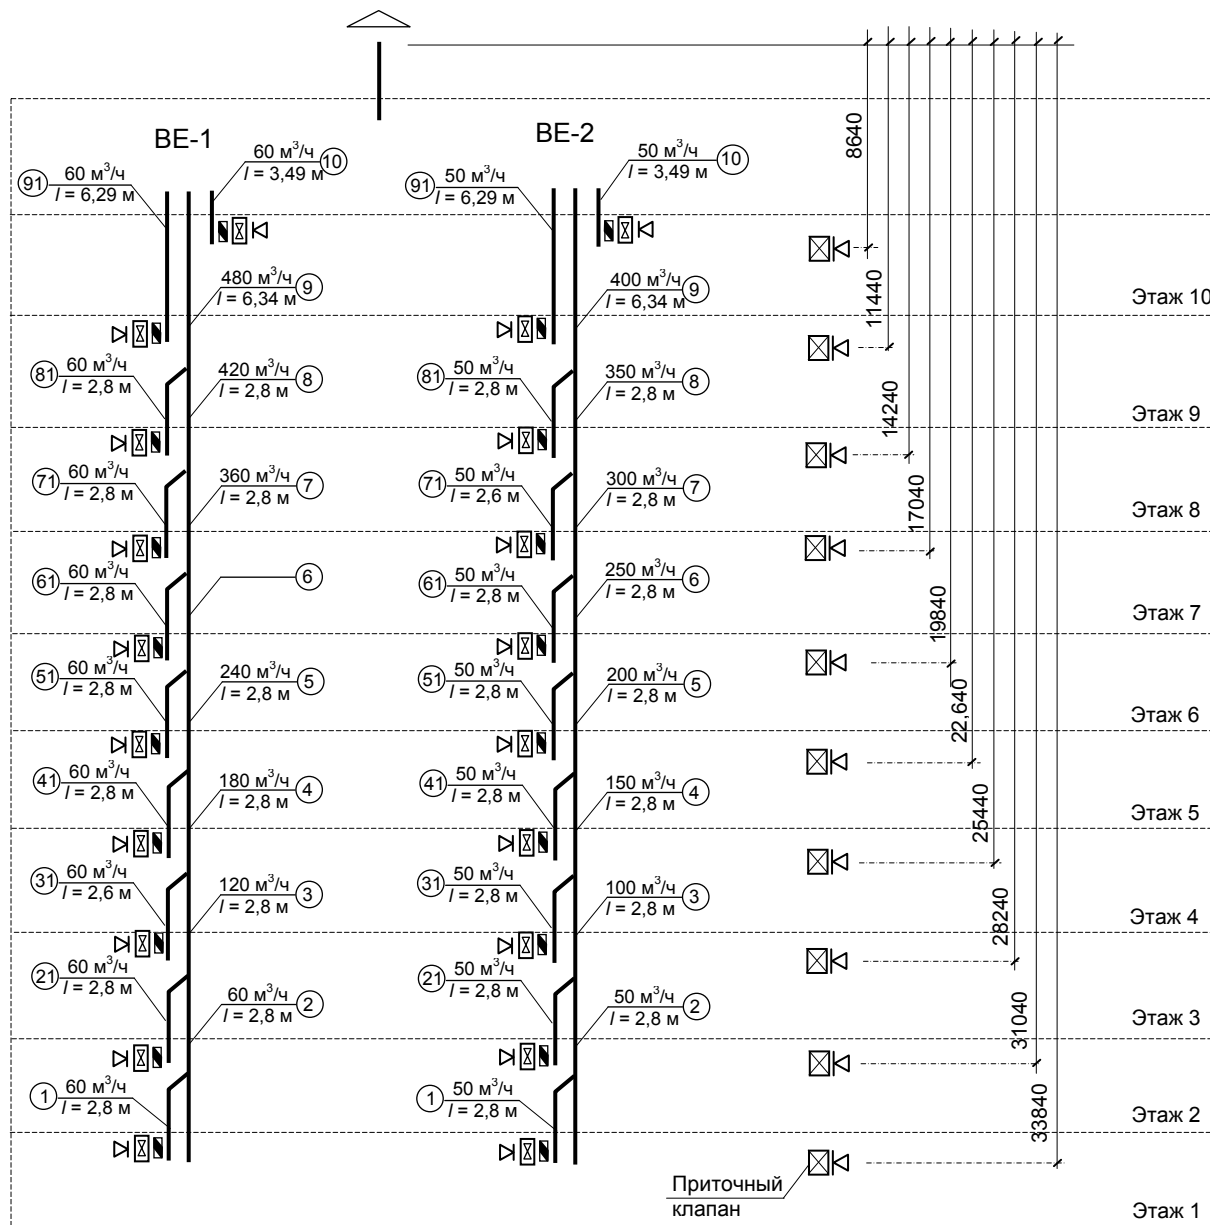 ВЕ-1
ВЕ-2
60 м³/ч
l = 3,49 м
10
50 м³/ч
l = 3,49 м
10
8640
91
60 м³/ч
l = 6,29 м
91
50 м³/ч
l = 6,29 м
480 м³/ч
l = 6,34 м
9
400 м³/ч
l = 6,34 м
9
11440
Этаж 10
81
60 м³/ч
l = 2,8 м
420 м³/ч
l = 2,8 м
8
81
50 м³/ч
l = 2,8 м
350 м³/ч
l = 2,8 м
8
14240
Этаж 9
71
60 м³/ч
l = 2,8 м
360 м³/ч
l = 2,8 м
7
71
50 м³/ч
l = 2,6 м
300 м³/ч
l = 2,8 м
7
17040
Этаж 8
61
60 м³/ч
l = 2,8 м
6
61
50 м³/ч
l = 2,8 м
250 м³/ч
l = 2,8 м
6
19840
Этаж 7
51
60 м³/ч
l = 2,8 м
240 м³/ч
l = 2,8 м
5
51
50 м³/ч
l = 2,8 м
200 м³/ч
l = 2,8 м
5
22,640
Этаж 6
41
60 м³/ч
l = 2,8 м
180 м³/ч
l = 2,8 м
4
41
50 м³/ч
l = 2,8 м
150 м³/ч
l = 2,8 м
4
25440
Этаж 5
31
60 м³/ч
l = 2,6 м
120 м³/ч
l = 2,8 м
3
31
50 м³/ч
l = 2,8 м
100 м³/ч
l = 2,8 м
3
28240
Этаж 4
21
60 м³/ч
l = 2,8 м
60 м³/ч
l = 2,8 м
2
21
50 м³/ч
l = 2,8 м
50 м³/ч
l = 2,8 м
2
31040
Этаж 3
1
60 м³/ч
l = 2,8 м
1
50 м³/ч
l = 2,8 м
33840
Этаж 2
Приточный
клапан
Этаж 1